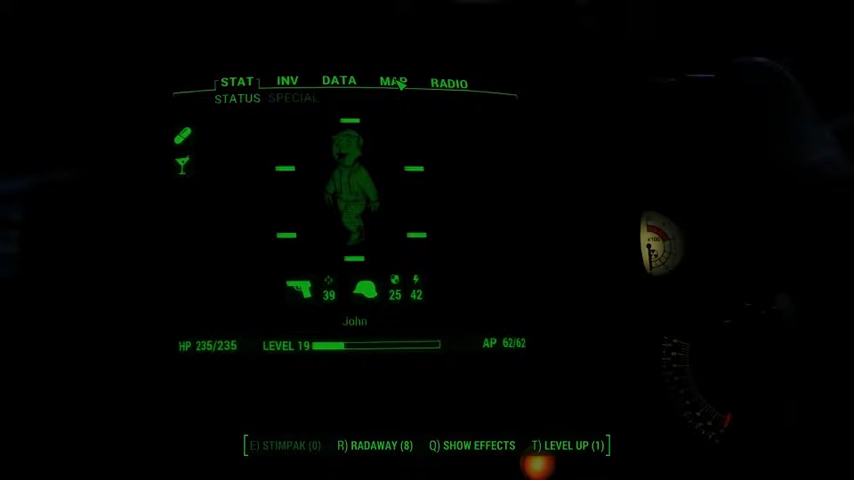 STAT INV DATA MAP RADIO
STATUS SPECIAL
39 25 42
John
HP 235/235 LEVEL 19 AP 62/62
E) STIMPAK (0) R) RADAWAY (8) Q) SHOW EFFECTS T) LEVEL UP (1)
x100